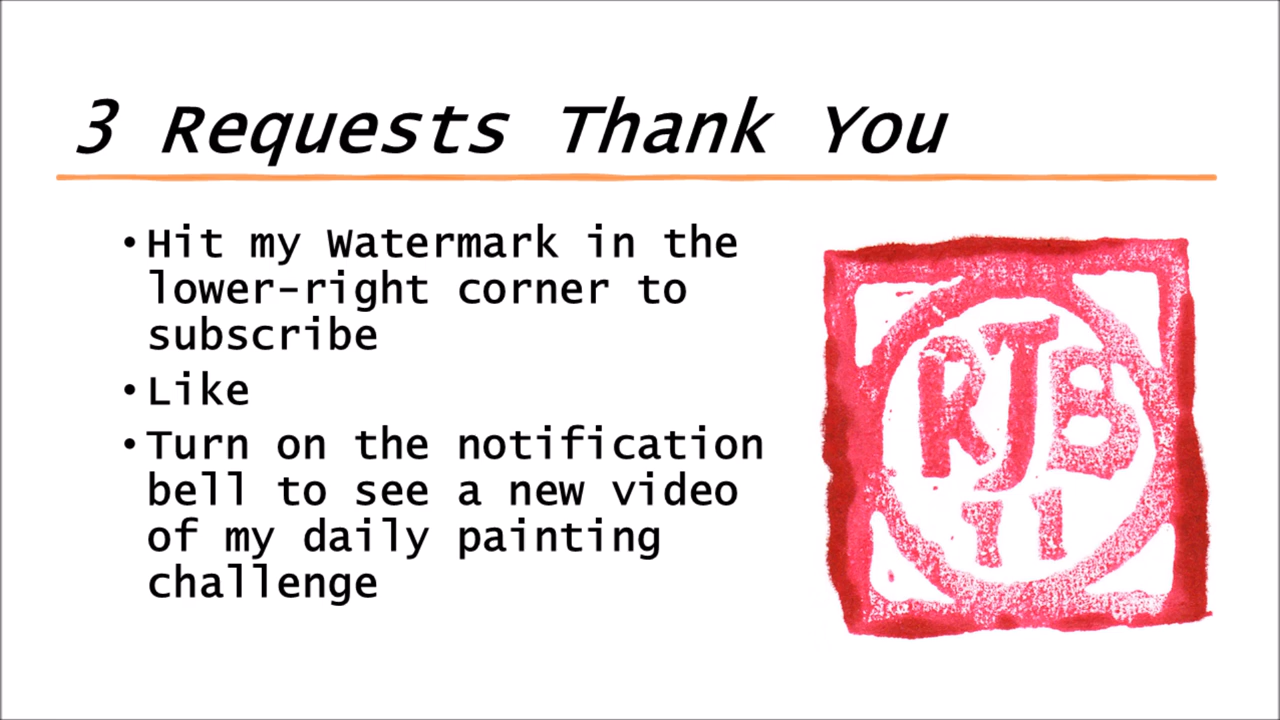 3 Requests Thank You
• Hit my Watermark in the
lower-right corner to
subscribe
• Like
• Turn on the notification
bell to see a new video
of my daily painting
challenge
RJB
11